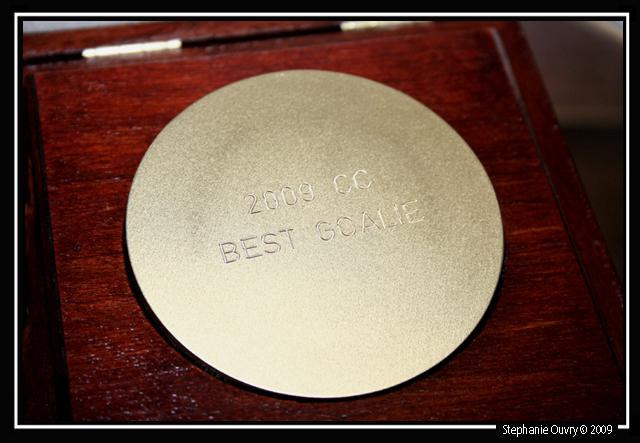 2009 CC
BEST GOALIE
Stephanie Ouvry © 2009